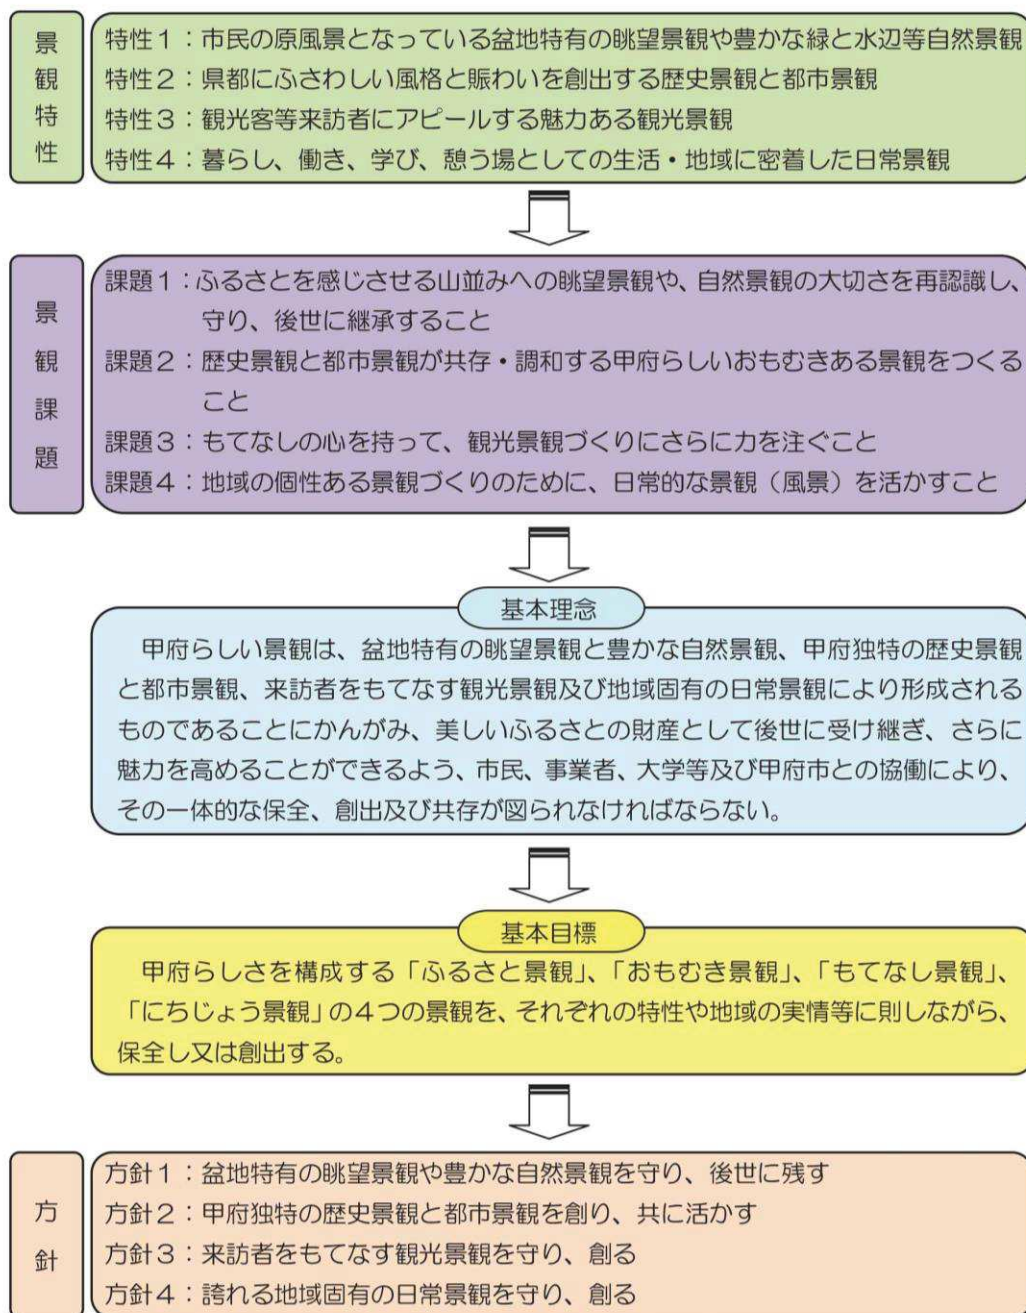 景観特性
特性1：市民の原風景となっている盆地特有の眺望景観や豊かな緑と水辺等自然景観
特性2：県都にふさわしい風格と賑わいを創出する歴史景観と都市景観
特性3：観光客等来訪者にアピールする魅力ある観光景観
特性4：暮らし、働き、学び、憩う場としての生活・地域に密着した日常景観
景観課題
課題1：ふるさとを感じさせる山並みへの眺望景観や、自然景観の大切さを再認識し、
守り、後世に継承すること
課題2：歴史景観と都市景観が共存・調和する甲府らしいおもむきある景観をつくる
こと
課題3：もてなしの心を持って、観光景観づくりにさらに力を注ぐこと
課題4：地域の個性ある景観づくりのために、日常的な景観（風景）を活かすこと
基本理念
甲府らしい景観は、盆地特有の眺望景観と豊かな自然景観、甲府独特の歴史景観
と都市景観、来訪者をもてなす観光景観及び地域固有の日常景観により形成される
ものであることにかんがみ、美しいふるさとの財産として後世に受け継ぎ、さらに
魅力を高めることができるよう、市民、事業者、大学等及び甲府市との協働により、
その一体的な保全、創出及び共存が図られなければならない。
基本目標
甲府らしさを構成する「ふるさと景観」、「おもむき景観」、「もてなし景観」、
「にちじょう景観」の4つの景観を、それぞれの特性や地域の実情等に則しながら、
保全し又は創出する。
方針
方針1：盆地特有の眺望景観や豊かな自然景観を守り、後世に残す
方針2：甲府独特の歴史景観と都市景観を創り、共に活かす
方針3：来訪者をもてなす観光景観を守り、創る
方針4：誇れる地域固有の日常景観を守り、創る